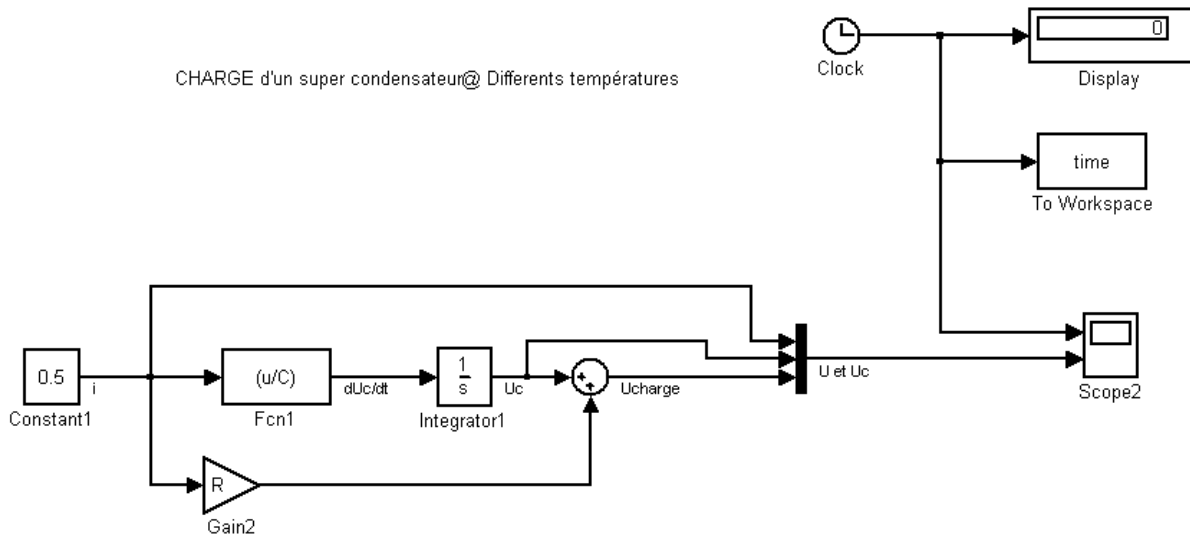 0
Clock
Display
CHARGE d'un super condensateur@ Differents températures
time
To Workspace
0.5
i
Constant1
(u/C)
Fcn1
dUc/dt
1
s
Integrator1
Uc
+
+
Ucharge
U et Uc
Scope2
R
Gain2